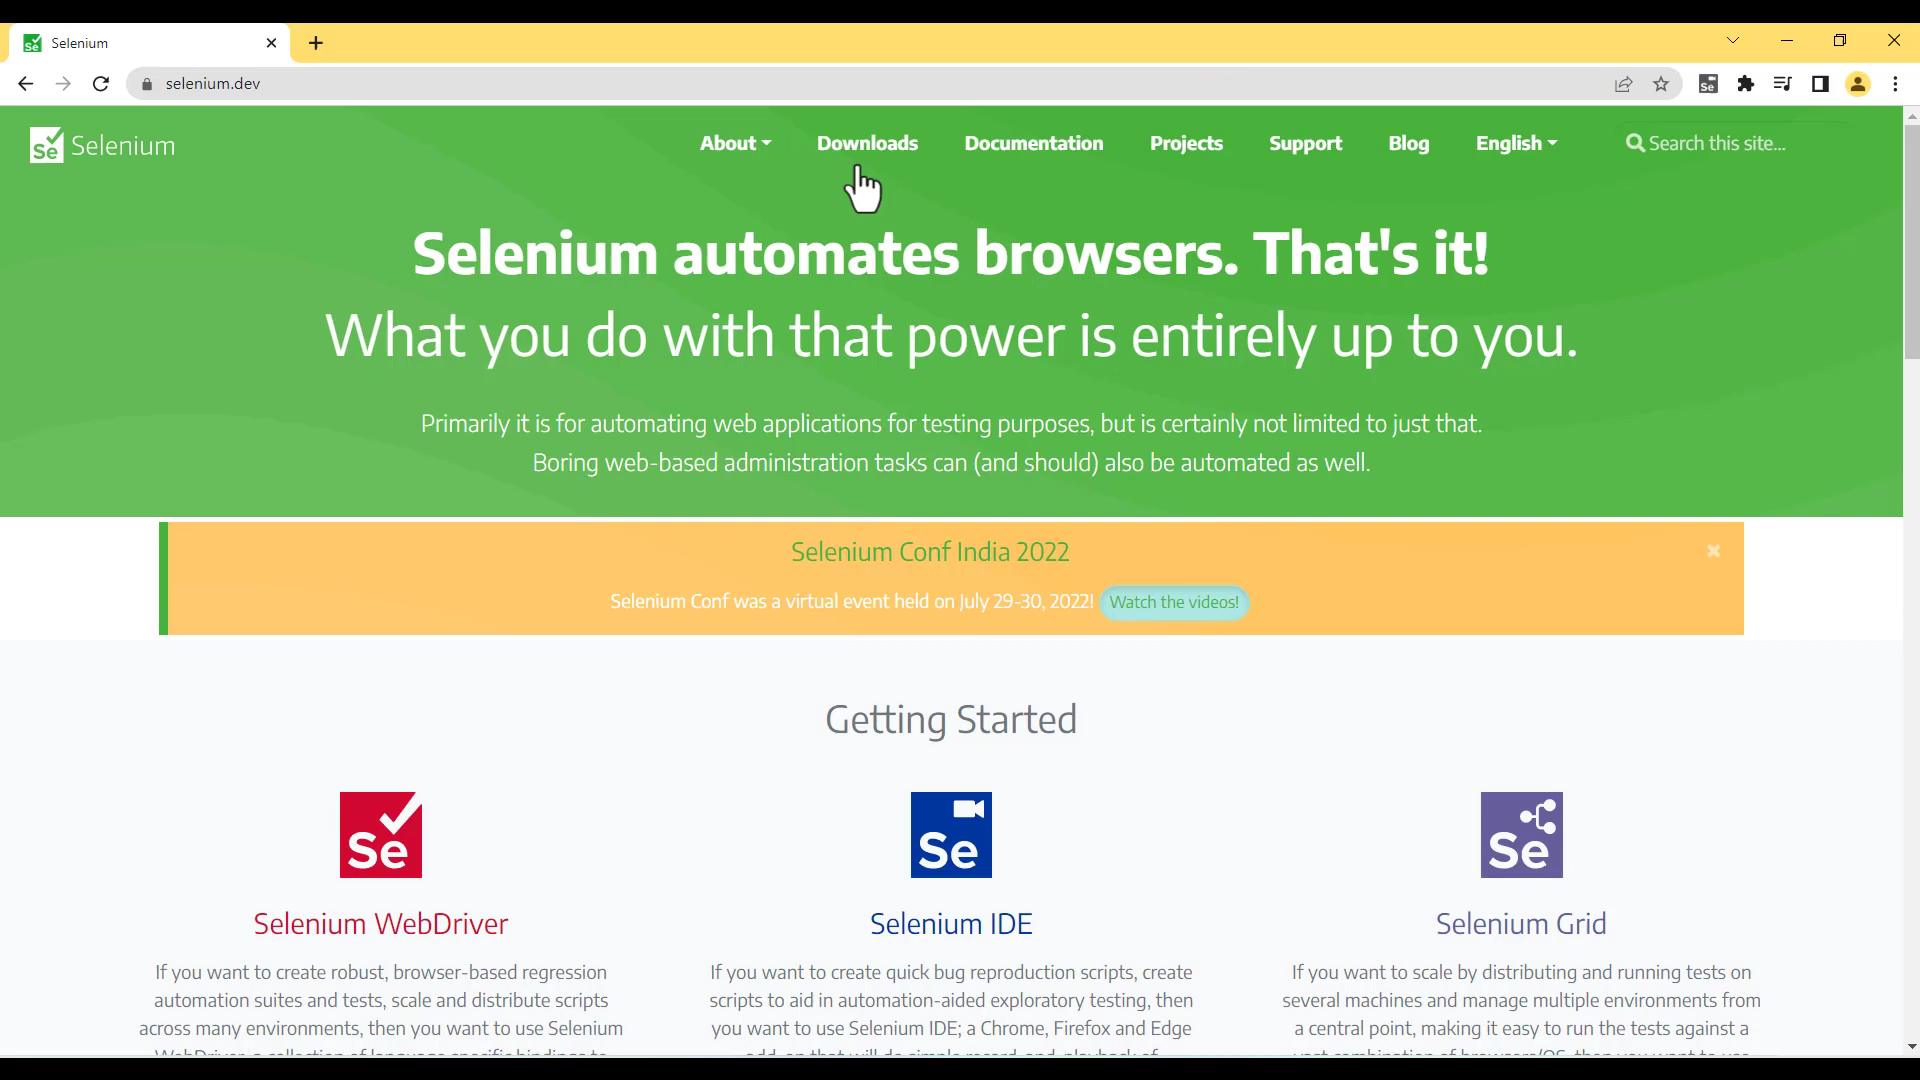 Selenium
selenium.dev
Se
Se Selenium
About
Downloads
Documentation
Projects
Support
Blog
English
Search this site...
Selenium automates browsers. That's it!
What you do with that power is entirely up to you.
Primarily it is for automating web applications for testing purposes, but is certainly not limited to just that.
Boring web-based administration tasks can (and should) also be automated as well.
Selenium Conf India 2022
Selenium Conf was a virtual event held on July 29-30, 2022! Watch the videos!
Getting Started
Se
Selenium WebDriver
If you want to create robust, browser-based regression
automation suites and tests, scale and distribute scripts
across many environments, then you want to use Selenium
Se
Selenium IDE
If you want to create quick bug reproduction scripts, create
scripts to aid in automation-aided exploratory testing, then
you want to use Selenium IDE; a Chrome, Firefox and Edge
Se
Selenium Grid
If you want to scale by distributing and running tests on
several machines and manage multiple environments from
a central point, making it easy to run the tests against a